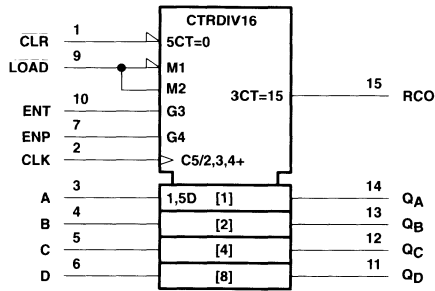 CTRDIV16
CLR 1 5CT=0
LOAD 9 M1
M2
3CT=15 15 RCO
ENT 10 G3
ENP 7 G4
CLK 2 C5/2,3,4+
A 3 1,5D [1] 14 QA
B 4 [2] 13 QB
C 5 [4] 12 QC
D 6 [8] 11 QD